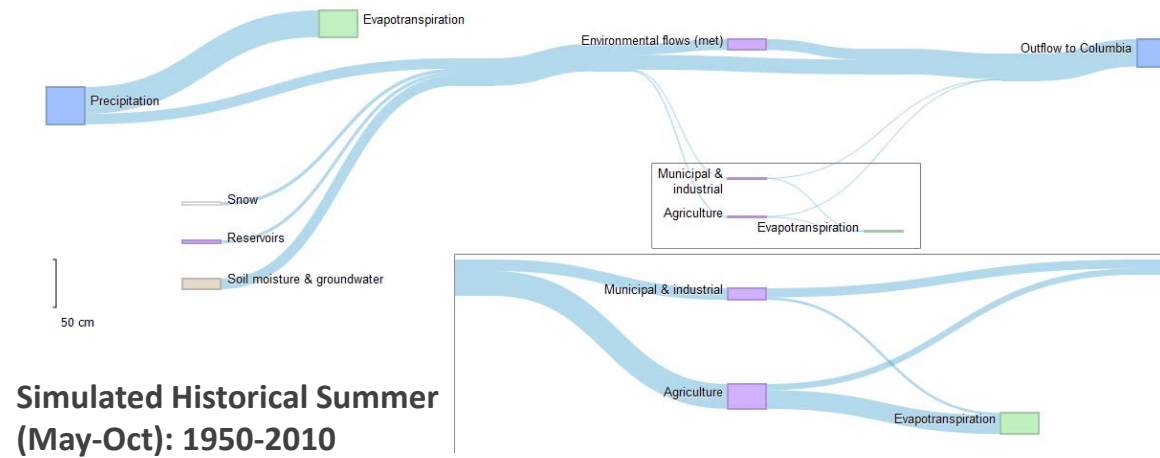 Evapotranspiration
Environmental flows (met)
Outflow to Columbia
Precipitation
Municipal &
industrial
Snow
Agriculture
Evapotranspiration
Reservoirs
Soil moisture & groundwater
50 cm
Municipal & industrial
Agriculture
Evapotranspiration
Simulated Historical Summer
(May-Oct): 1950-2010